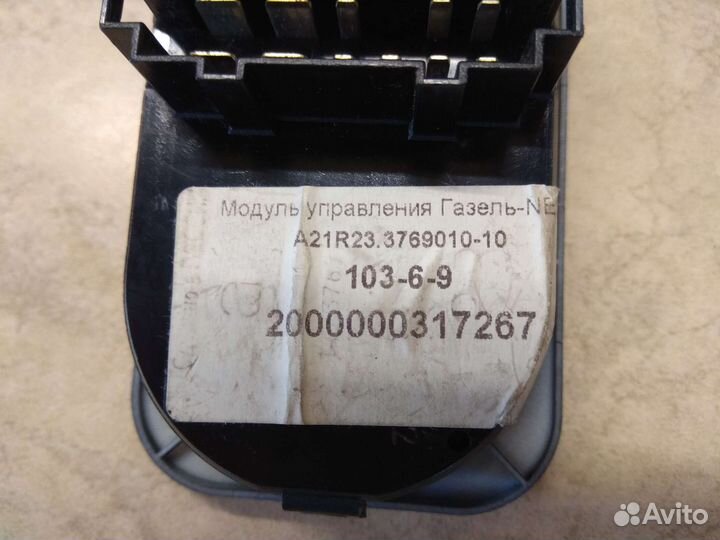 Модуль управления Газель-NE
A21R23.3769010-10
103-6-9
2000000317267
Avito